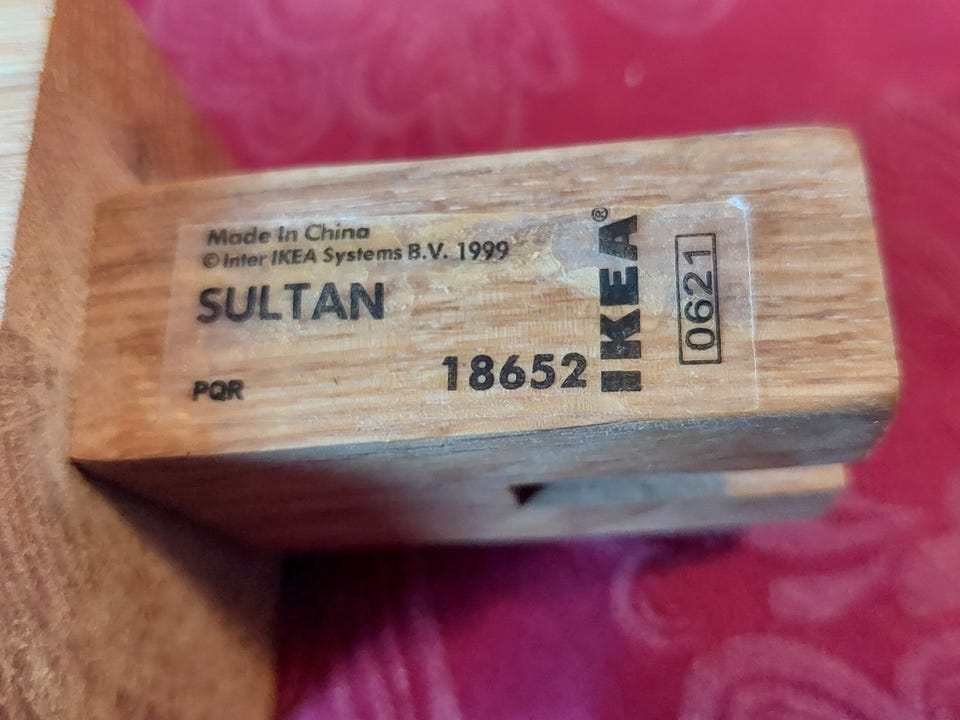 Made In China
© Inter IKEA Systems B.V. 1999
SULTAN
PQR
18652
IKEA®
0621